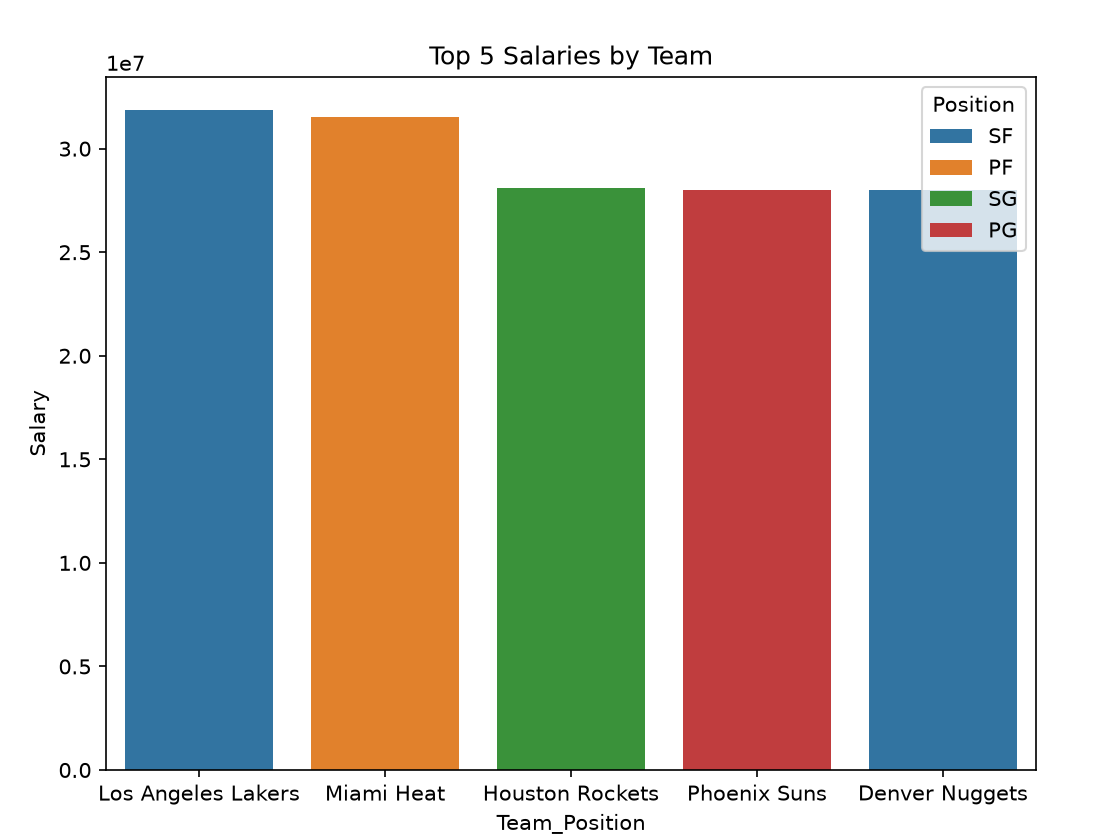 Top 5 Salaries by Team
1e7
Position
SF
PF
SG
PG
3.0
2.5
2.0
1.5
1.0
0.5
0.0
Salary
Los Angeles Lakers Miami Heat Houston Rockets Phoenix Suns Denver Nuggets
Team_Position